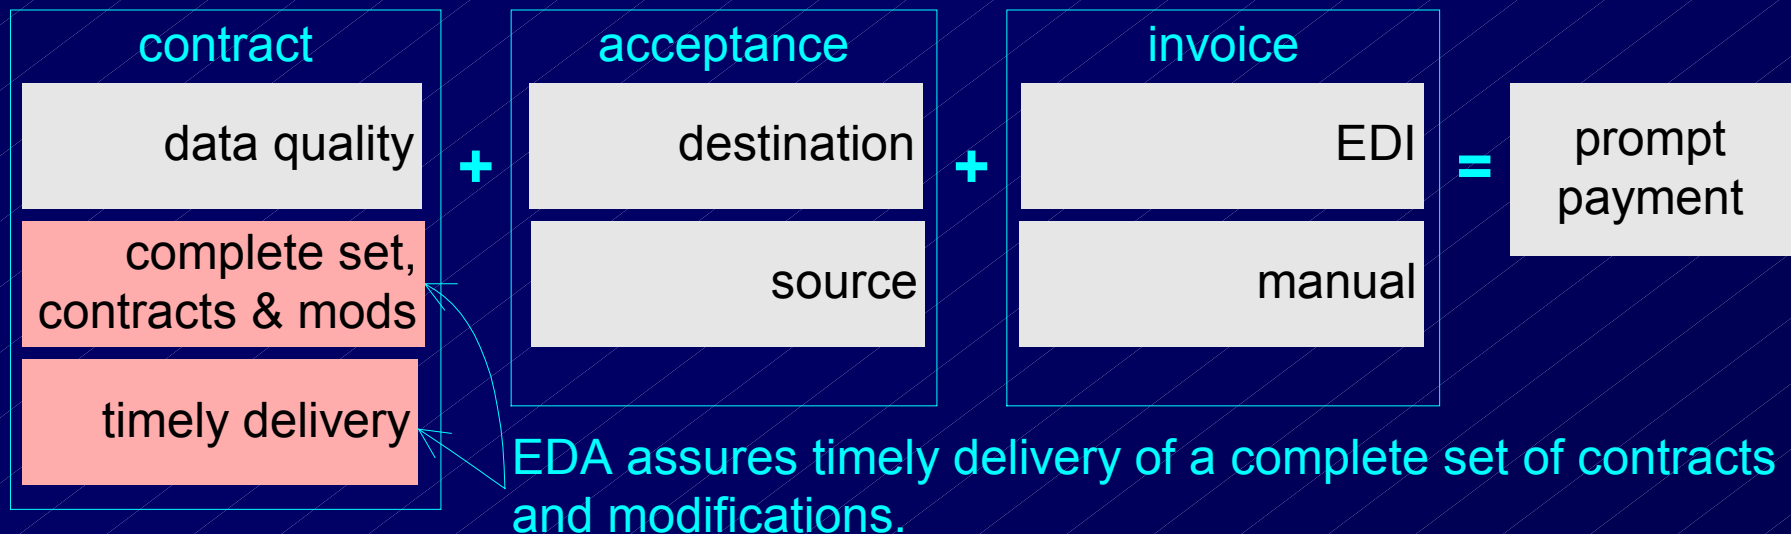 contract
data quality
complete set,
contracts & mods
timely delivery
+
acceptance
destination
source
+
invoice
EDI
manual
=
prompt
payment
EDA assures timely delivery of a complete set of contracts
and modifications.